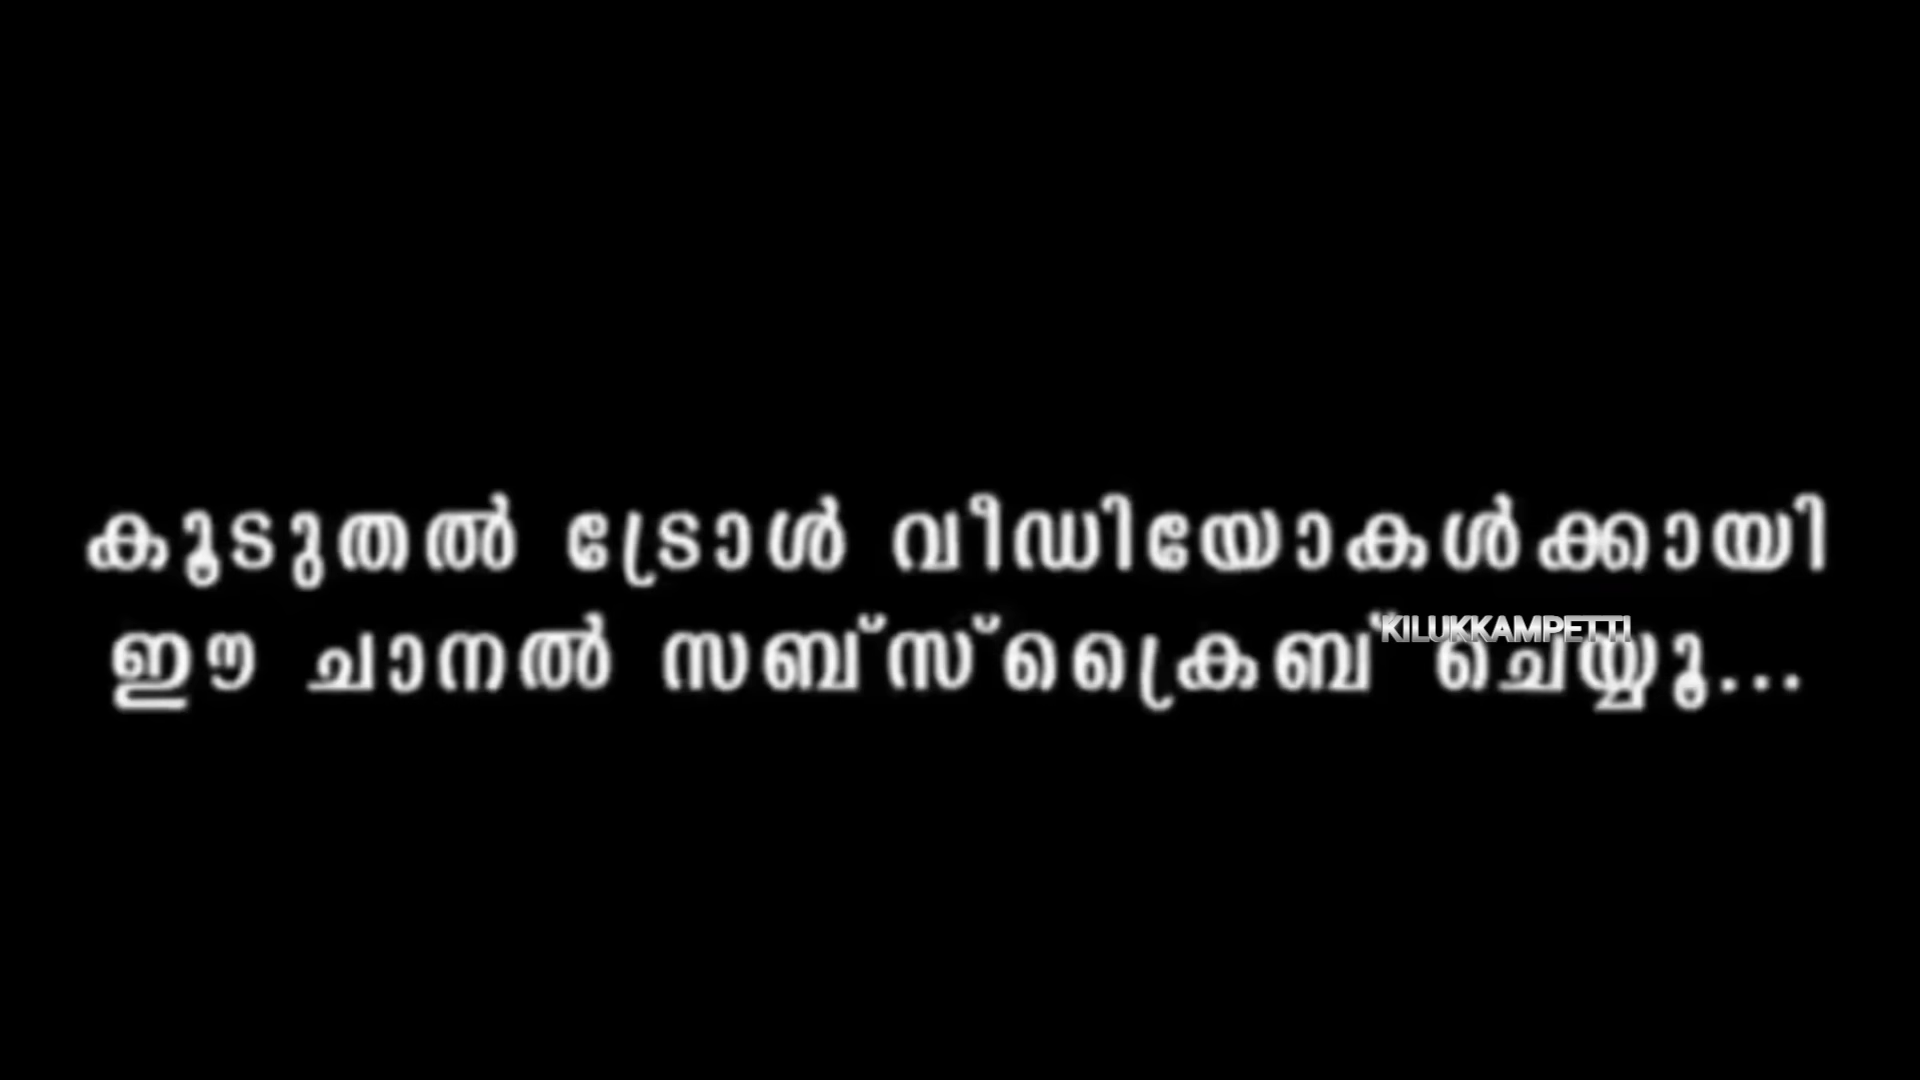 കൂടുതൽ ട്രോൾ വീഡിയോകൾക്കായി
ഈ ചാനൽ സബ്സ്ക്രൈബ് ചെയ്യൂ...
KILUKKAMPETTI